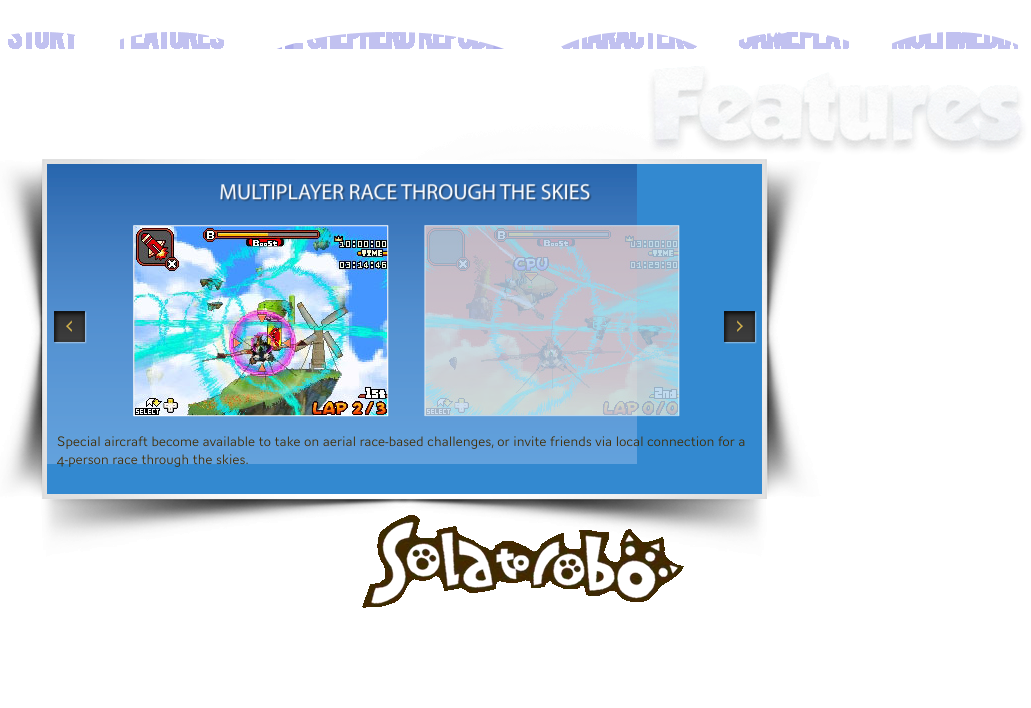 STORY FEATURES THE SHEPHERD REPUBLIC CHARACTERS GAMEPLAY MULTIMEDIA
Features
MULTIPLAYER RACE THROUGH THE SKIES
B
Boost
10:00:00
TIME
03:14:46
X
SELECT
1st
LAP 2/3
B
Boost
03:00:00
TIME
01:29:90
CPU
X
SELECT
2nd
LAP 0/0
Special aircraft become available to take on aerial race-based challenges, or invite friends via local connection for a
4-person race through the skies.
Solatorobo